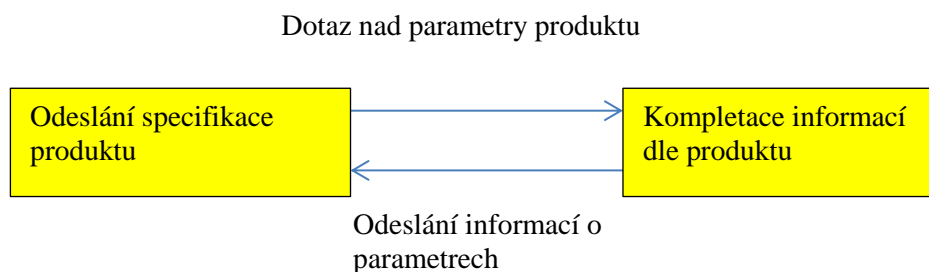 Dotaz nad parametry produktu
Odeslání specifikace
produktu
Kompletace informací
dle produktu
Odeslání informací o
parametrech